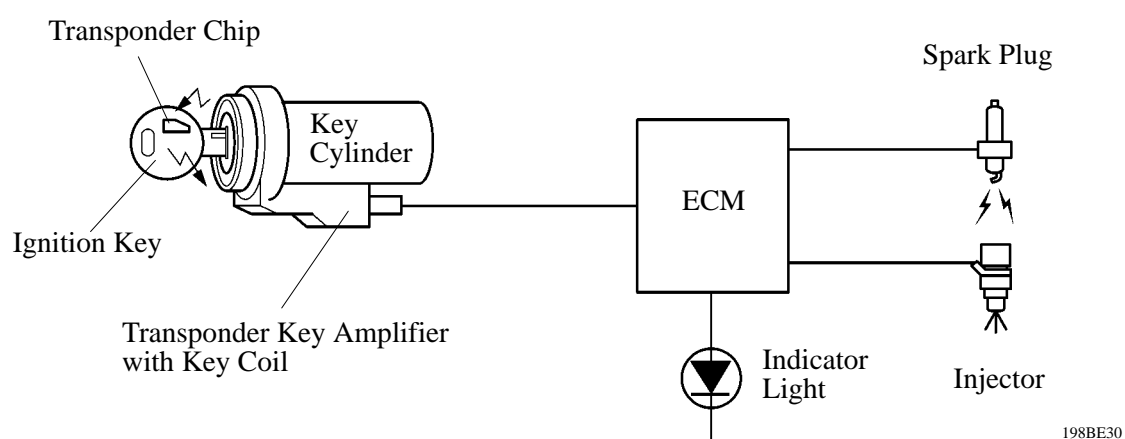 Transponder Chip
Spark Plug
Key
Cylinder
ECM
Ignition Key
Transponder Key Amplifier
with Key Coil
Indicator
Light
Injector
198BE30